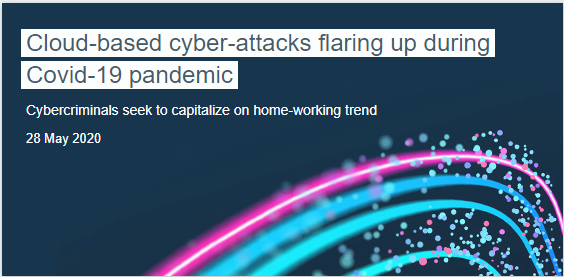 Cloud-based cyber-attacks flaring up during
Covid-19 pandemic
Cybercriminals seek to capitalize on home-working trend
28 May 2020